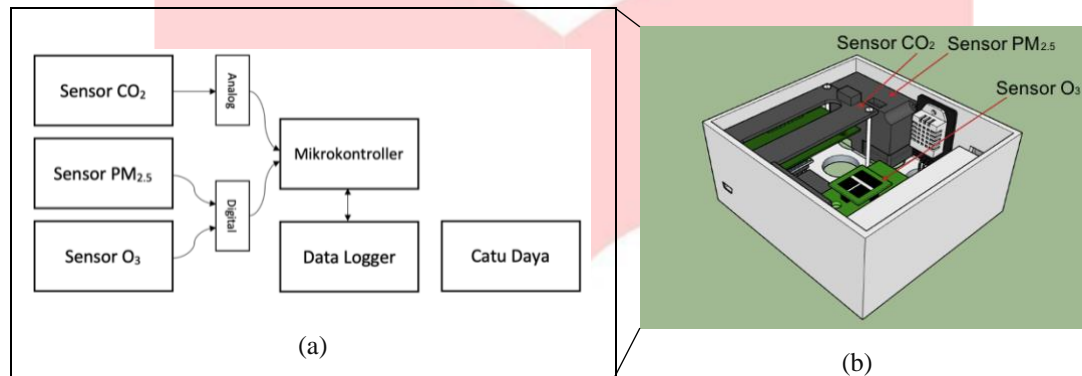 Sensor CO₂
Analog
Sensor PM₂.₅
Mikrokontroller
Digital
Sensor O₃
Data Logger
Catu Daya
(a)
Sensor CO₂ Sensor PM₂.₅
Sensor O₃
(b)